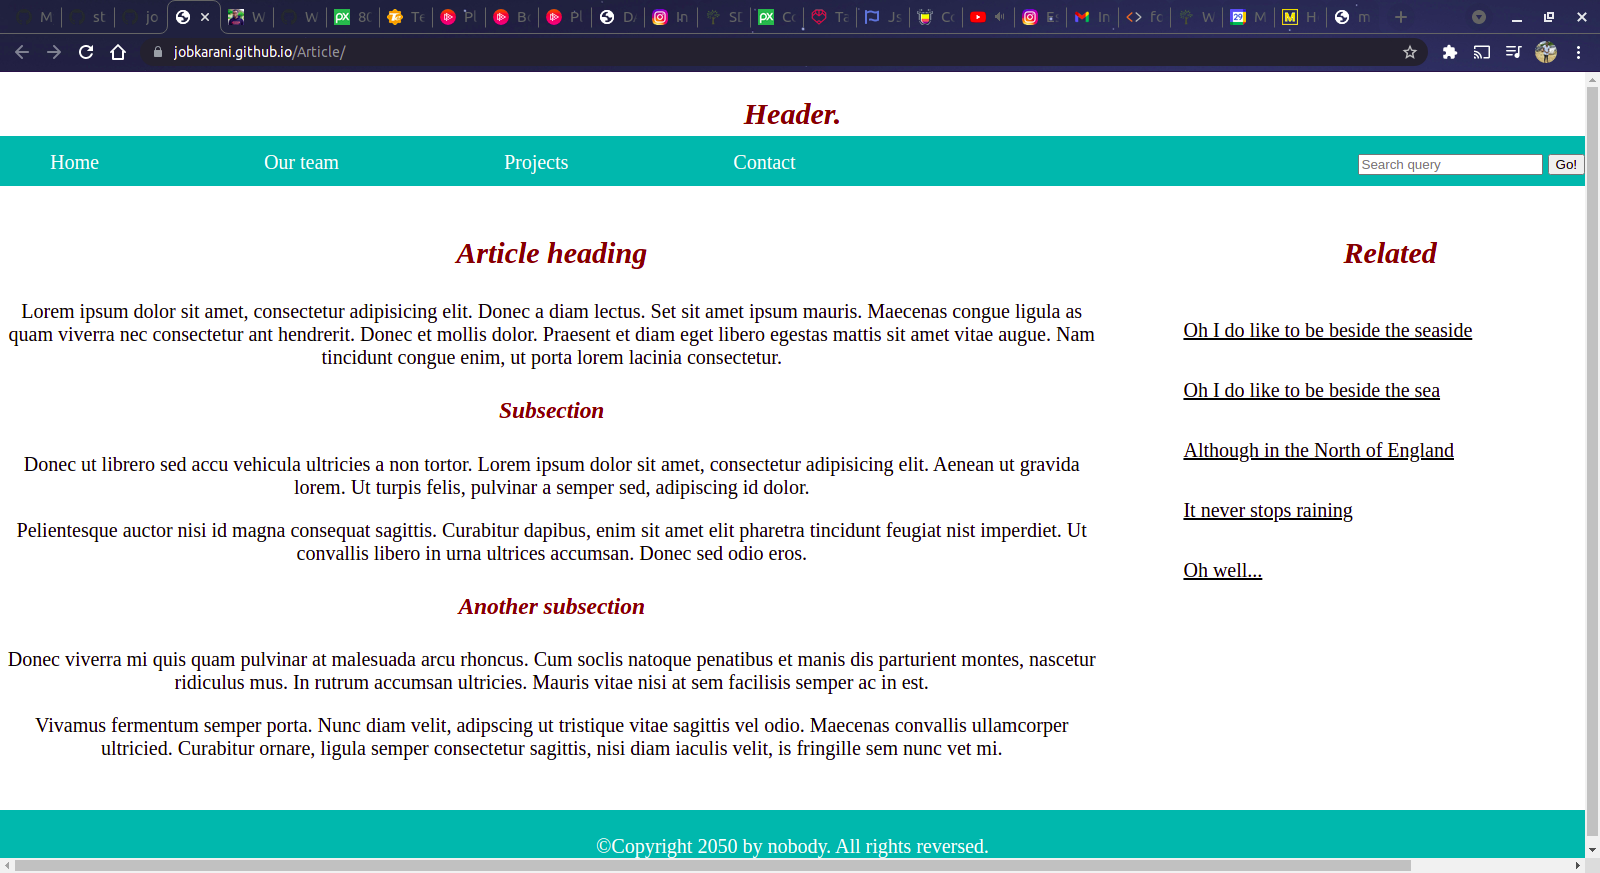 M
st
jo
W
W
80
Te
Pl
Bo
Pl
D/
In
SD
Co
Ta
Js
Co
Es
In
fo
W
M
H
m
jobkarani.github.io/Article/
Header.
Home Our team Projects Contact Search query Go!
Article heading
Lorem ipsum dolor sit amet, consectetur adipisicing elit. Donec a diam lectus. Set sit amet ipsum mauris. Maecenas congue ligula as
quam viverra nec consectetur ant hendrerit. Donec et mollis dolor. Praesent et diam eget libero egestas mattis sit amet vitae augue. Nam
tincidunt congue enim, ut porta lorem lacinia consectetur.
Subsection
Donec ut librero sed accu vehicula ultricies a non tortor. Lorem ipsum dolor sit amet, consectetur adipisicing elit. Aenean ut gravida
lorem. Ut turpis felis, pulvinar a semper sed, adipiscing id dolor.
Pelientesque auctor nisi id magna consequat sagittis. Curabitur dapibus, enim sit amet elit pharetra tincidunt feugiat nist imperdiet. Ut
convallis libero in urna ultrices accumsan. Donec sed odio eros.
Another subsection
Donec viverra mi quis quam pulvinar at malesuada arcu rhoncus. Cum soclis natoque penatibus et manis dis parturient montes, nascetur
ridiculus mus. In rutrum accumsan ultricies. Mauris vitae nisi at sem facilisis semper ac in est.
Vivamus fermentum semper porta. Nunc diam velit, adipscing ut tristique vitae sagittis vel odio. Maecenas convallis ullamcorper
ultricied. Curabitur ornare, ligula semper consectetur sagittis, nisi diam iaculis velit, is fringille sem nunc vet mi.
Related
Oh I do like to be beside the seaside
Oh I do like to be beside the sea
Although in the North of England
It never stops raining
Oh well...
©Copyright 2050 by nobody. All rights reversed.